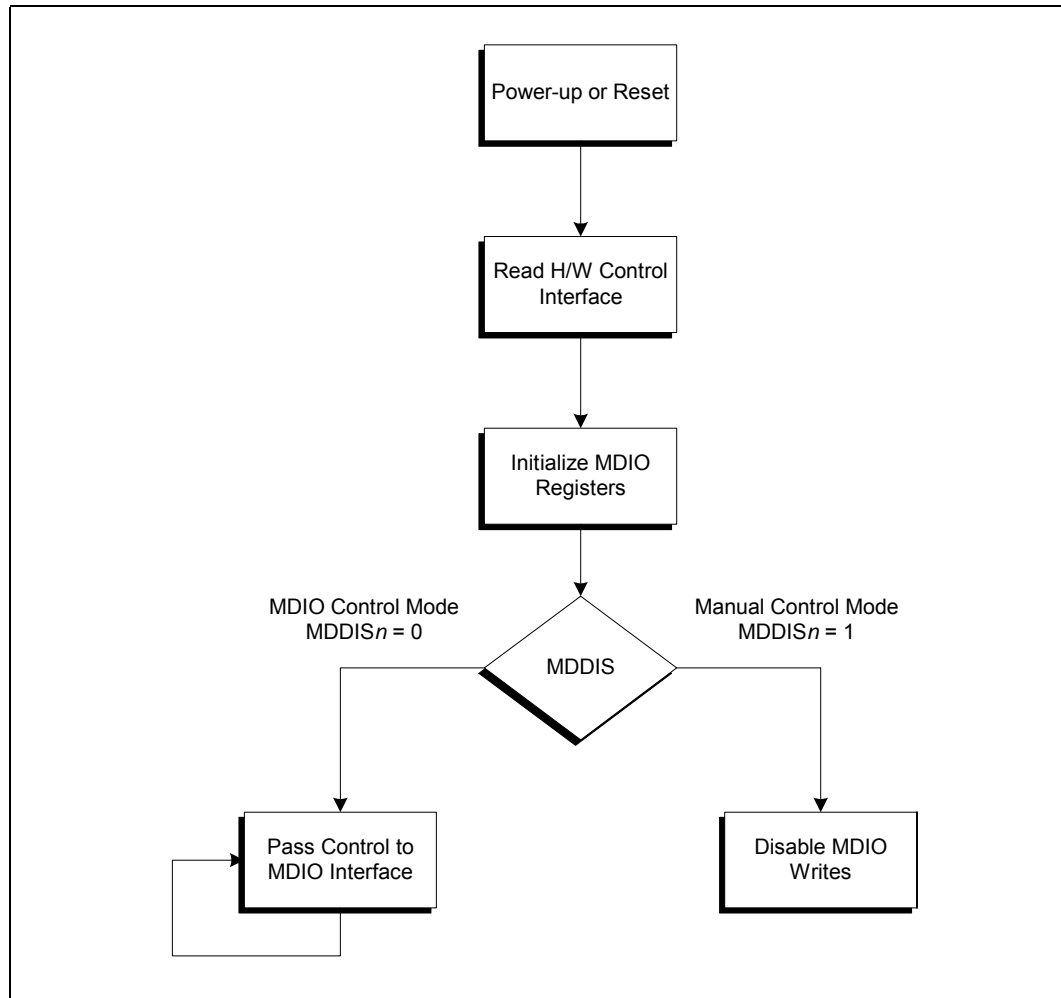 Power-up or Reset
Read H/W Control
Interface
Initialize MDIO
Registers
MDIO Control Mode
MDDISn = 0
Manual Control Mode
MDDISn = 1
MDDIS
Pass Control to
MDIO Interface
Disable MDIO
Writes